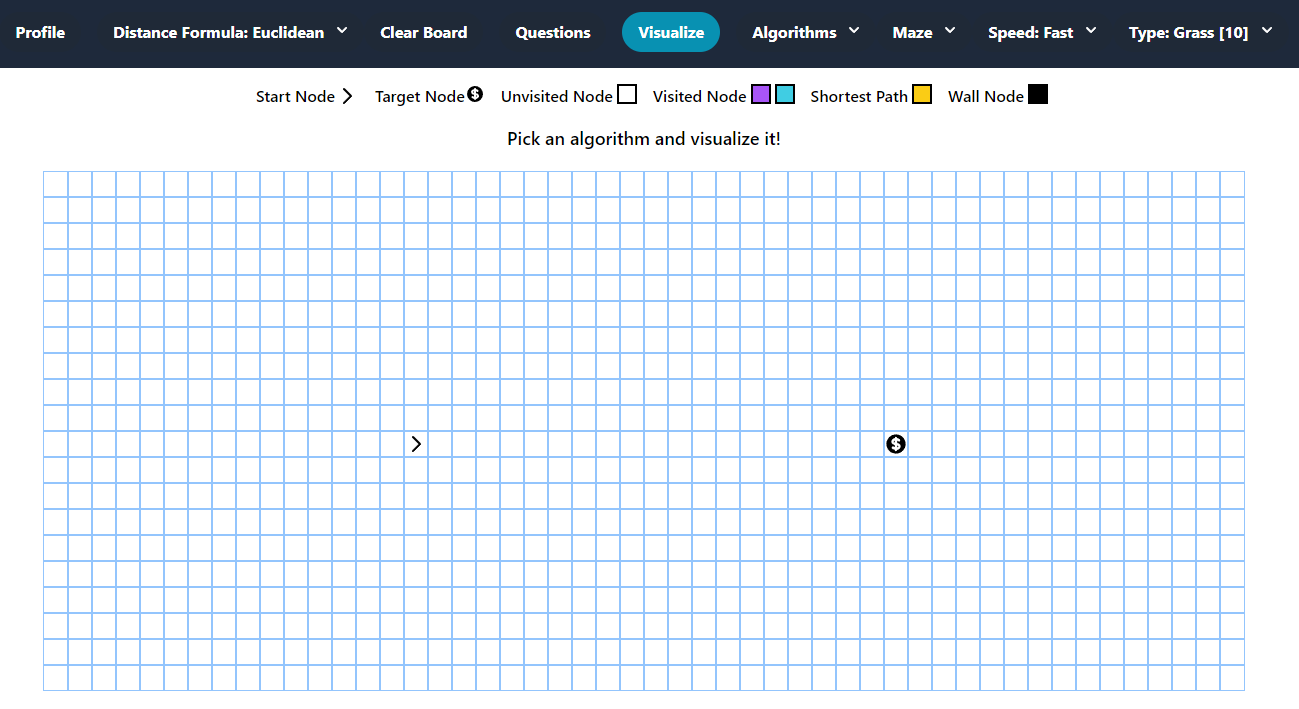 Profile Distance Formula: Euclidean Clear Board Questions Visualize Algorithms Maze Speed: Fast Type: Grass [10]
Start Node Target Node Unvisited Node Visited Node Shortest Path Wall Node
Pick an algorithm and visualize it!